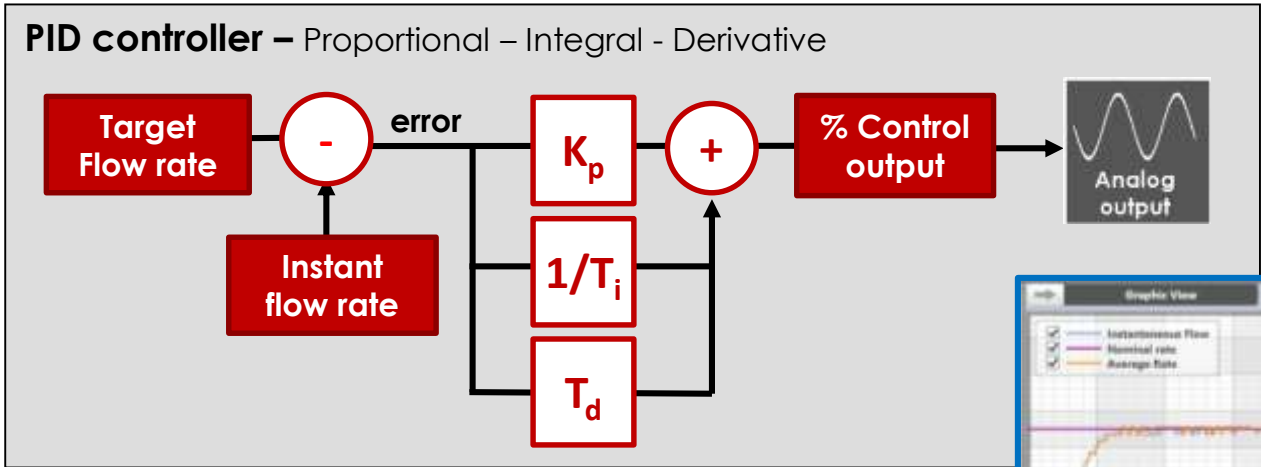 PID controller – Proportional – Integral - Derivative
Target
Flow rate
-
error
Kp
+
% Control
output
Analog
output
Instant
flow rate
1/Ti
Td
Graphic View
Instantaneous Flow
Nominal rate
Average Rate